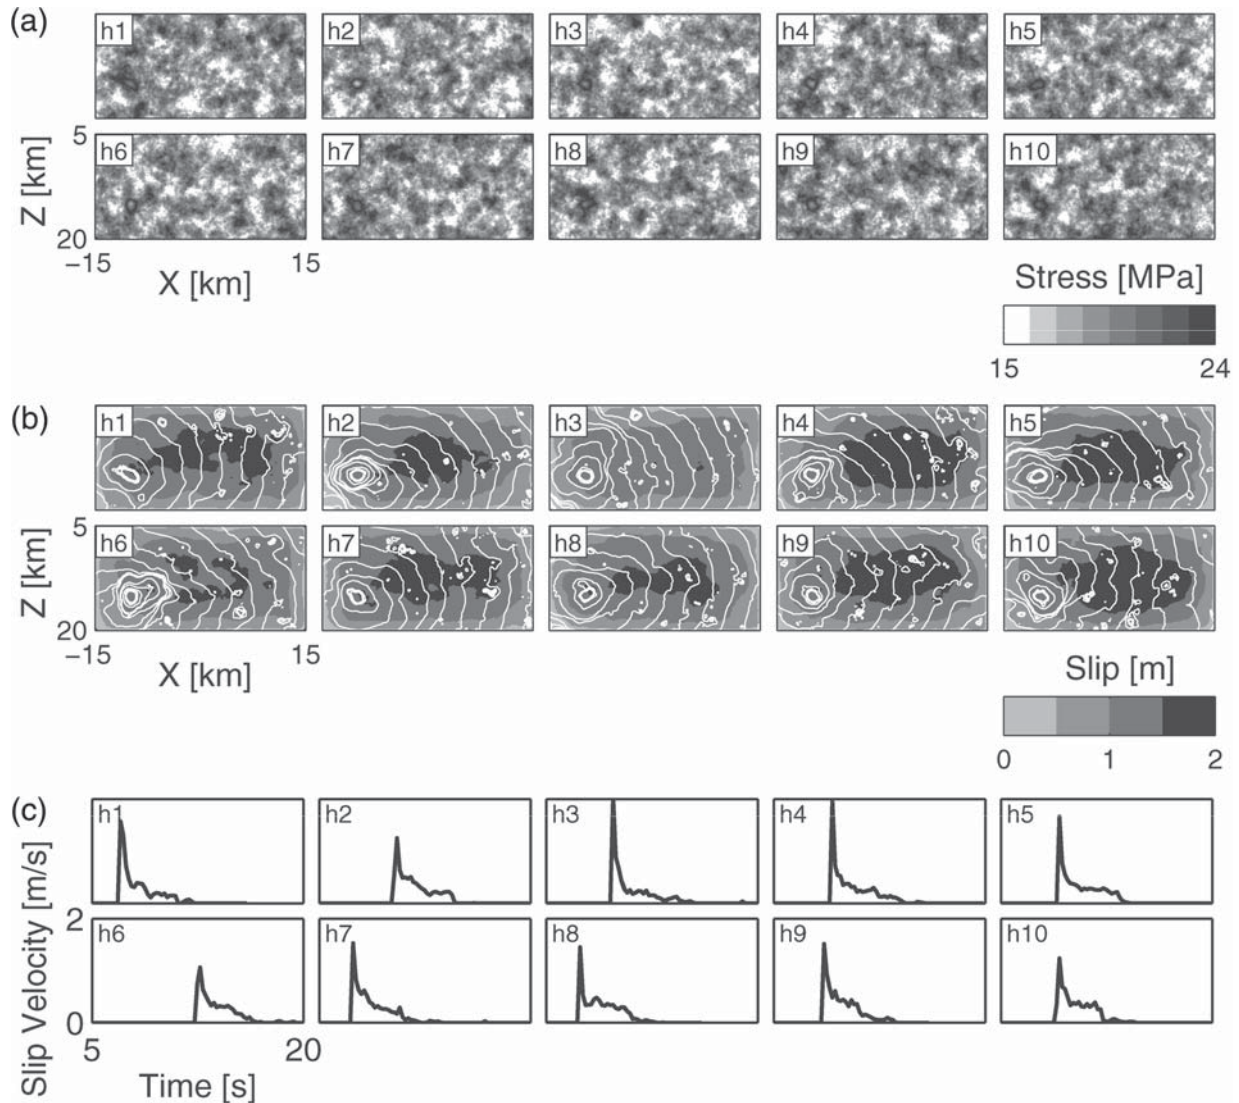 (a)
h1 h2 h3 h4 h5
5
h6 h7 h8 h9 h10
Z [km]
20
−15 15
X [km]
Stress [MPa]
15 24
(b)
h1 h2 h3 h4 h5
5
h6 h7 h8 h9 h10
Z [km]
20
−15 15
X [km]
Slip [m]
0 1 2
(c)
h1 h2 h3 h4 h5
Slip Velocity [m/s]
2
h6 h7 h8 h9 h10
0
5 20
Time [s]